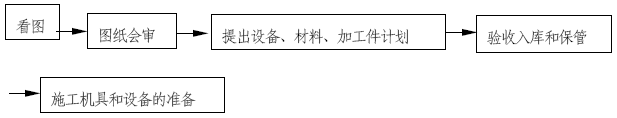 看图
图纸会审
提出设备、材料、加工件计划
验收入库和保管
施工机具和设备的准备